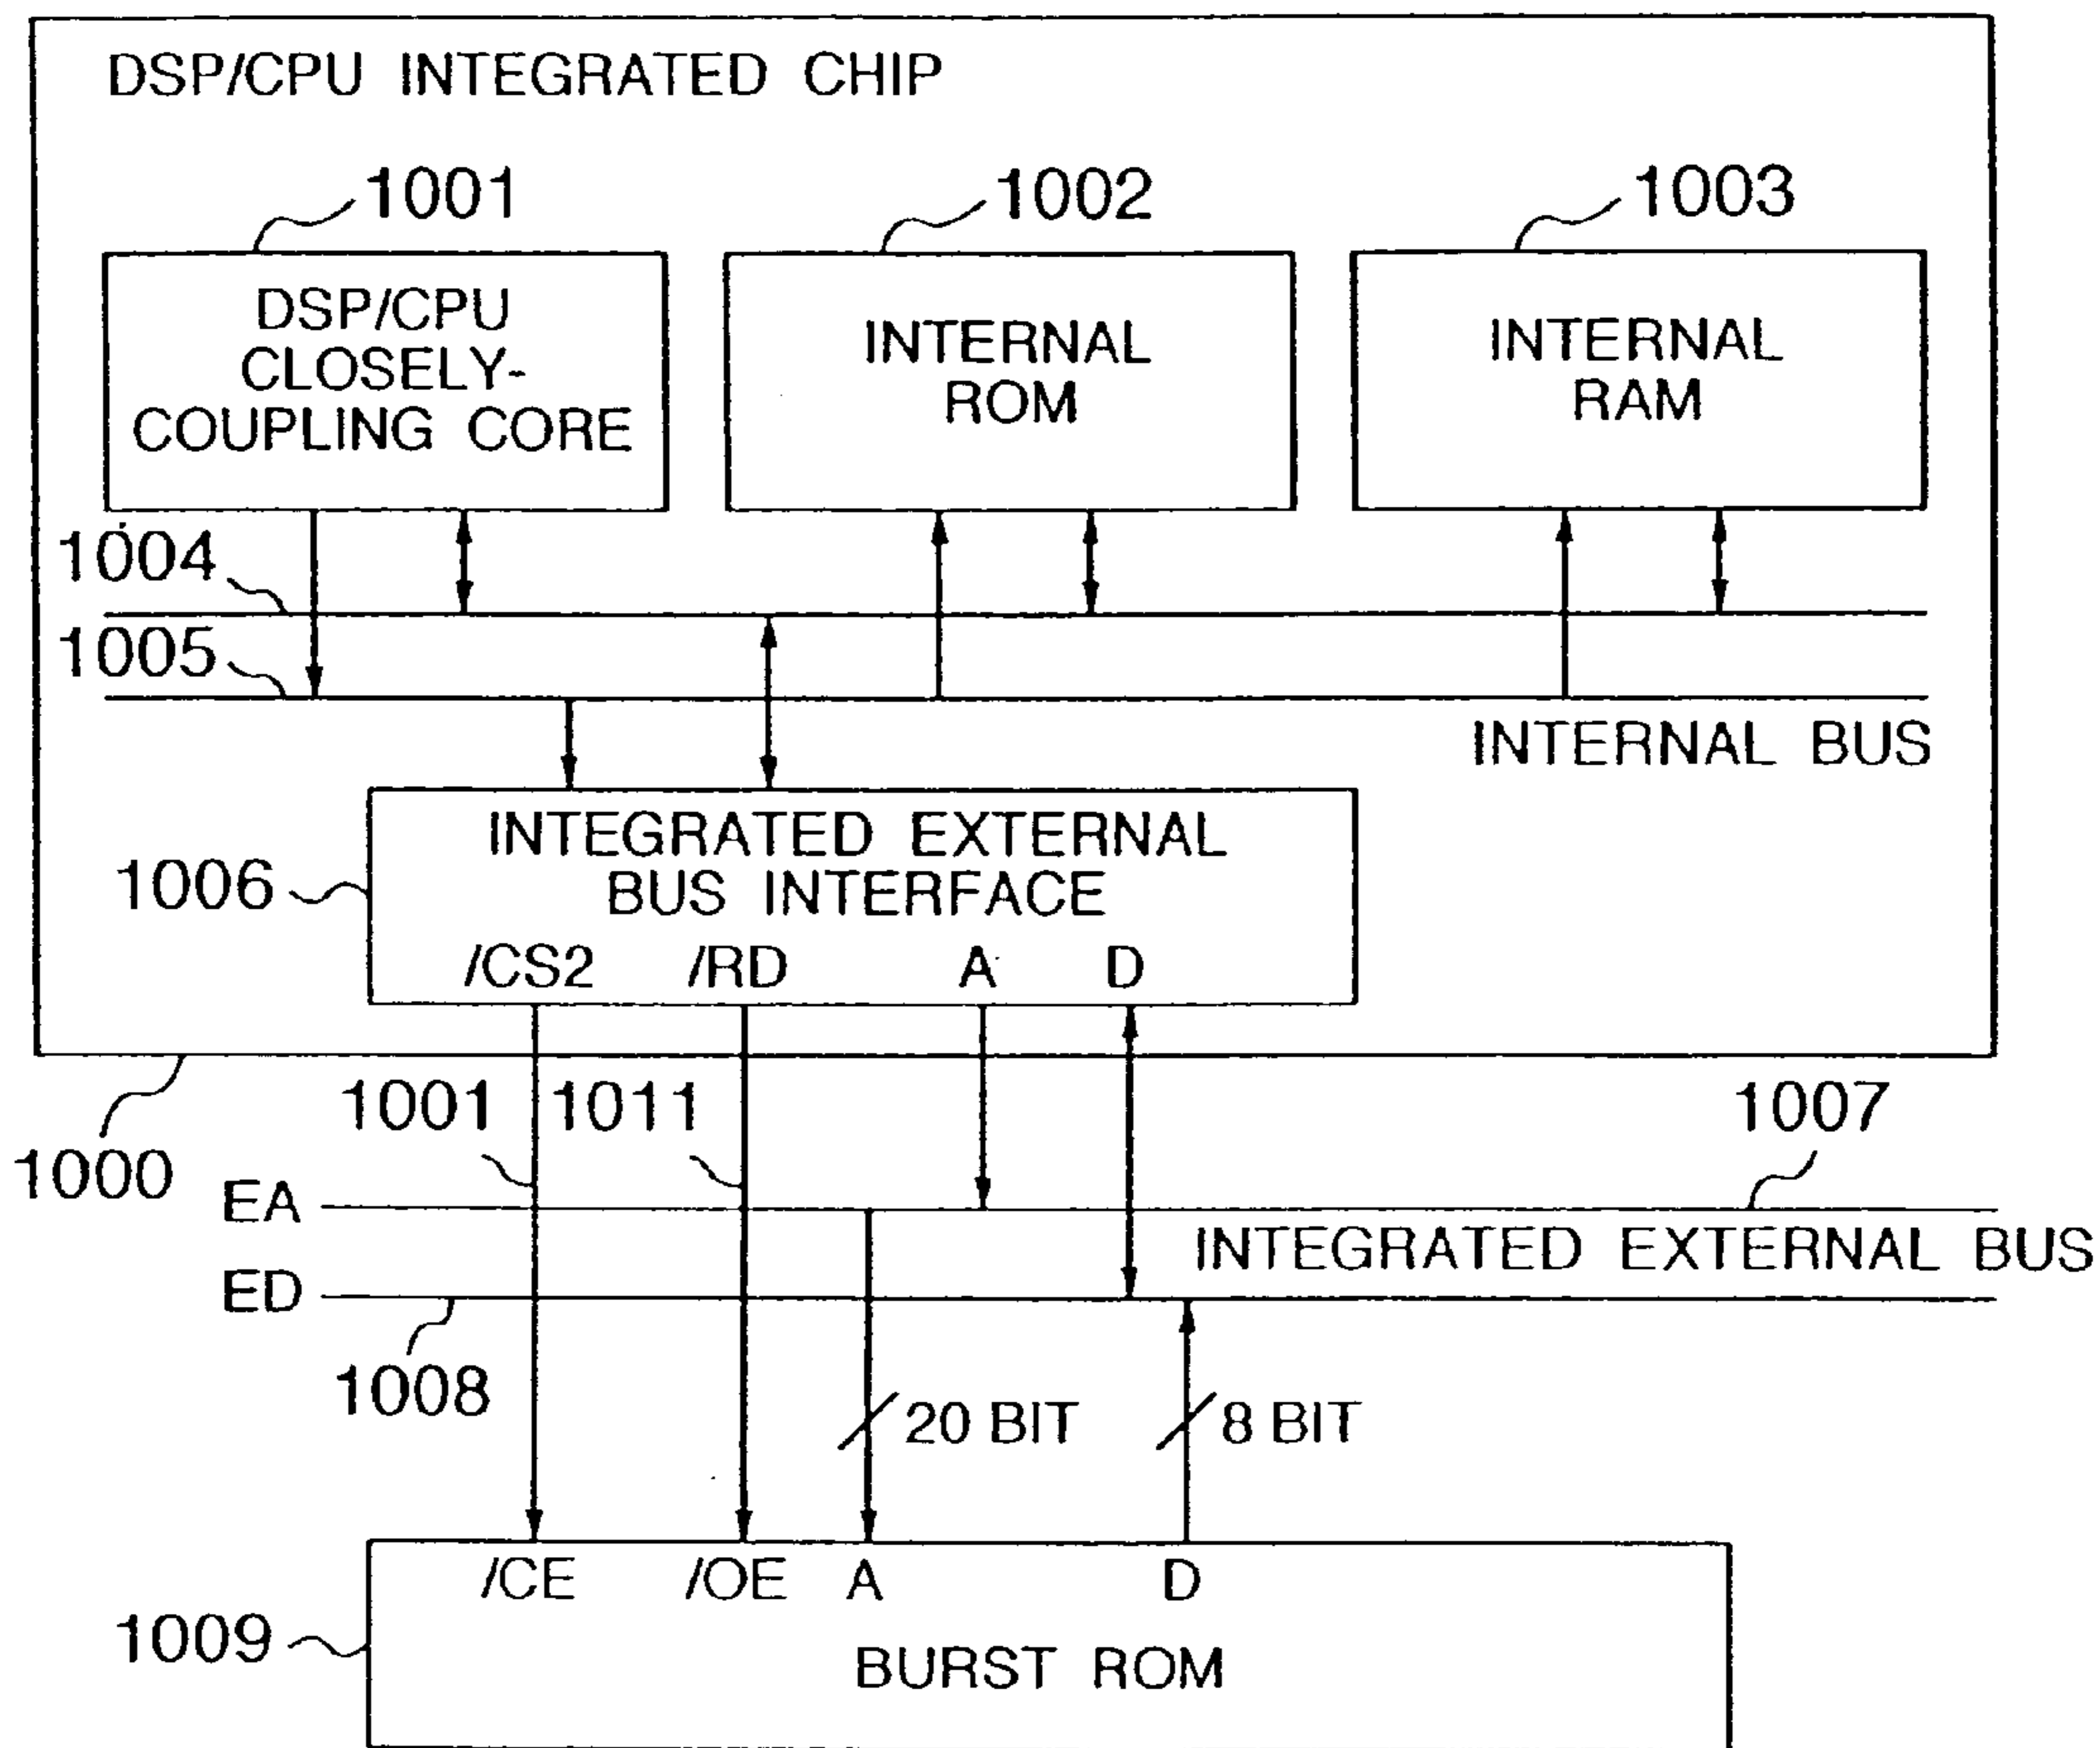 DSP/CPU INTEGRATED CHIP
1001
1002
1003
DSP/CPU
CLOSELY-
COUPLING CORE
INTERNAL
ROM
INTERNAL
RAM
1004
1005
INTERNAL BUS
INTEGRATED EXTERNAL
BUS INTERFACE
1006
/CS2 /RD A D
1001
1011
1007
1000
EA
INTEGRATED EXTERNAL BUS
ED
1008
20 BIT
8 BIT
/CE /OE A D
1009
BURST ROM